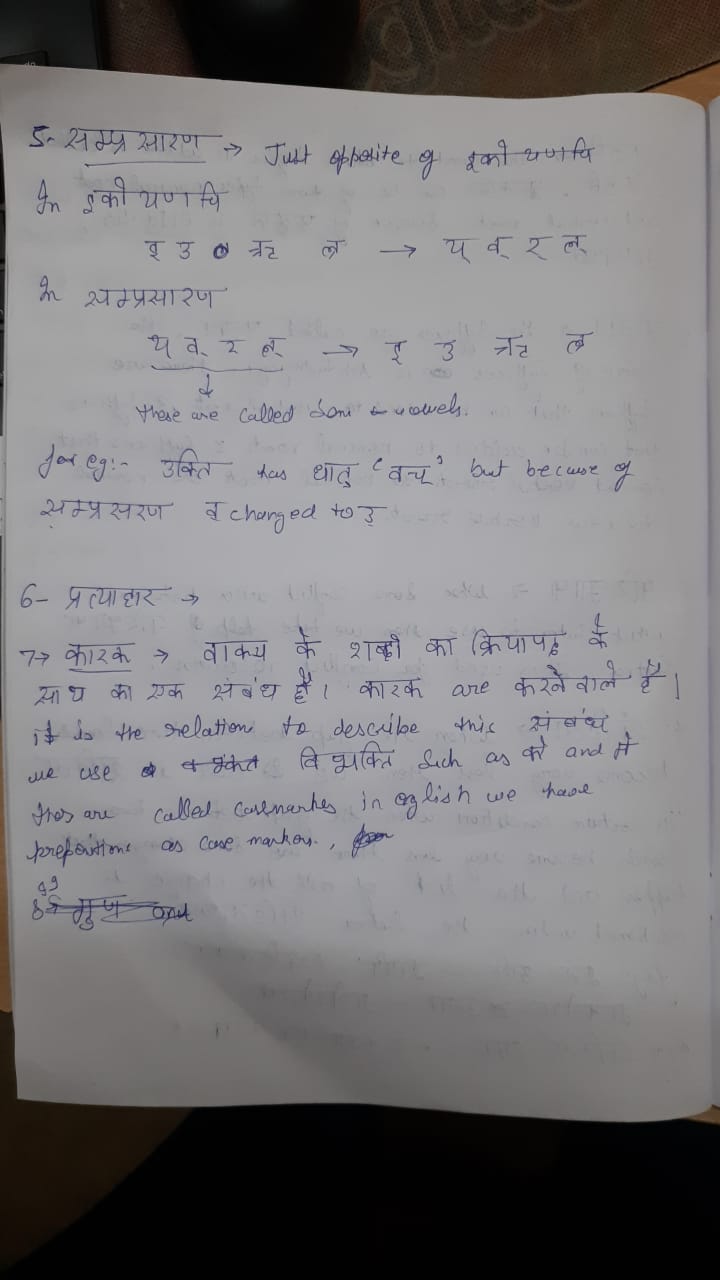 5- सम्प्रसारण → Just opposite of इको यणचि
In इको यणचि
इ उ ऋ ल → य् व् र् ल्
In सम्प्रसारण
य व् र ल् → इ उ ऋ ल
↓
these are called semi vowels.
for eg:- उक्ति has धातु 'वच्' but because of
सम्प्रसरण व् changed to उ
6- प्रत्याहार →
7→ कारक → वाक्य के शब्दों का क्रियापद के
साथ का एक संबंध है। कारक are करने वाले है।
it is the relation to describe this संबंध
we use विभक्ति such as को and ने
thes are called casemarkes in english we have
prepositions as case markers.,
8→ गुण and